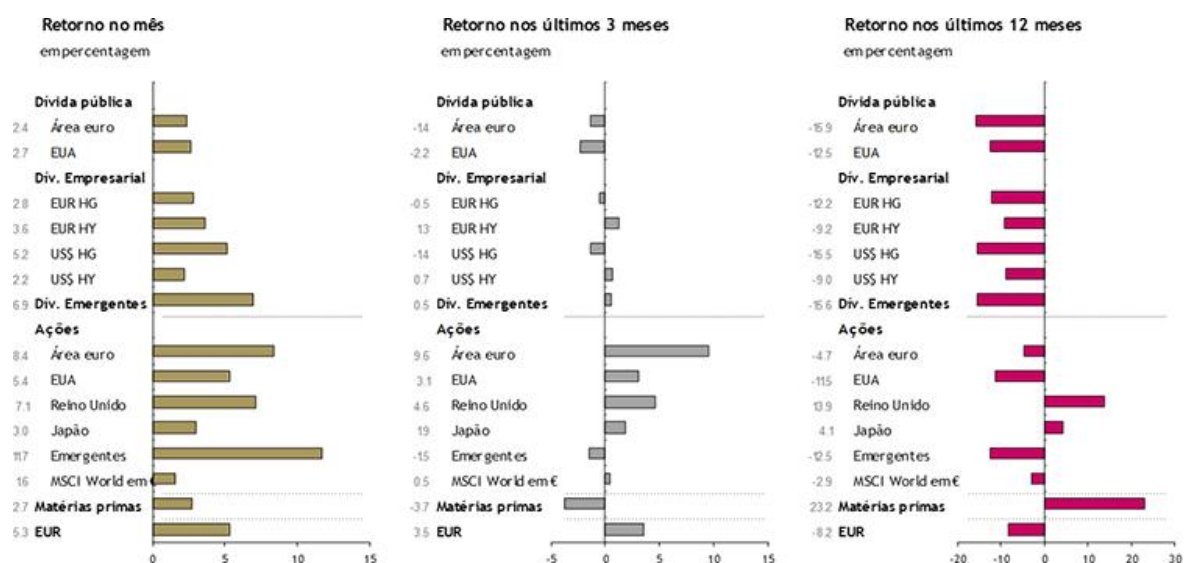 Retorno no mês
em percentagem
Dívida pública
2.4 Área euro
2.7 EUA
Dív. Empresarial
2.8 EUR HG
3.6 EUR HY
5.2 US$ HG
2.2 US$ HY
6.9 Dív. Emergentes
Ações
8.4 Área euro
5.4 EUA
7.1 Reino Unido
3.0 Japão
11.7 Emergentes
1.6 MSCI World em
2.7 Matérias primas
5.3 EUR
0 5 10 15
Retorno nos últimos 3 meses
em percentagem
Dívida pública
-1.4 Área euro
-2.2 EUA
Dív. Empresarial
-0.5 EUR HG
1.3 EUR HY
-1.4 US$ HG
0.7 US$ HY
0.5 Dív. Emergentes
Ações
9.6 Área euro
3.1 EUA
4.6 Reino Unido
1.9 Japão
-1.5 Emergentes
0.5 MSCI World em €
-3.7 Matérias primas
3.5 EUR
-5 0 5 10 15
Retorno nos últimos 12 meses
em percentagem
Dívida pública
-15.9 Área euro
-12.5 EUA
Dív. Empresarial
-12.2 EUR HG
-9.2 EUR HY
-15.5 US$ HG
-9.0 US$ HY
-15.6 Dív. Emergentes
Ações
-4.7 Área euro
-11.5 EUA
13.9 Reino Unido
4.1 Japão
-12.5 Emergentes
-2.9 MSCI World em €
23.2 Matérias primas
-8.2 EUR
-20 -10 0 10 20 30